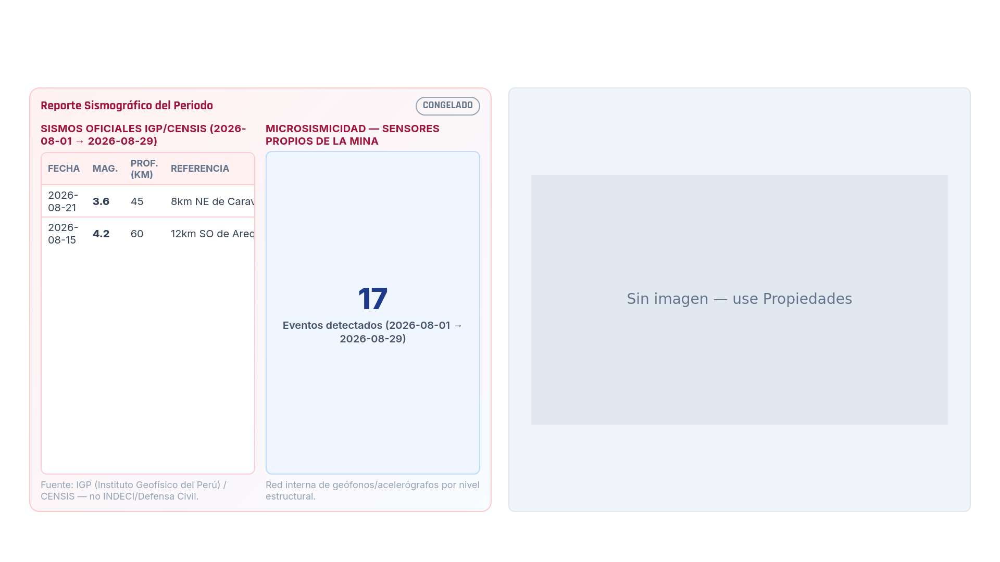 Reporte Sismográfico del Periodo
CONGELADO
SISMOS OFICIALES IGP/CENSIS (2026-
08-01 → 2026-08-29)
FECHA MAG. PROF. (KM) REFERENCIA
2026-08-21 3.6 45 8km NE de Carav
2026-08-15 4.2 60 12km SO de Areq
Fuente: IGP (Instituto Geofísico del Perú) /
CENSIS — no INDECI/Defensa Civil.
MICROSISMICIDAD — SENSORES
PROPIOS DE LA MINA
17
Eventos detectados (2026-08-01 →
2026-08-29)
Red interna de geófonos/acelerógrafos por nivel
estructural.
Sin imagen — use Propiedades